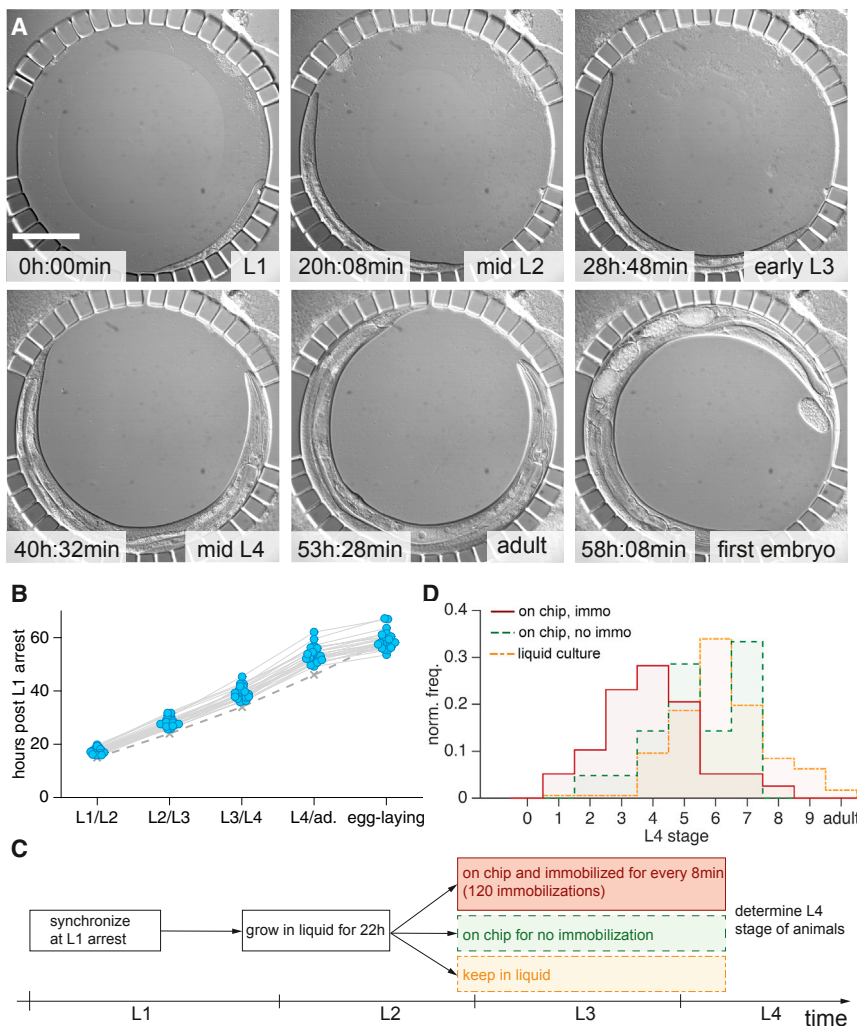 A
0h:00min L1
20h:08min mid L2
28h:48min early L3
40h:32min mid L4
53h:28min adult
58h:08min first embryo
B
hours post L1 arrest
60
40
20
0
L1/L2 L2/L3 L3/L4 L4/ad. egg-laying
D
on chip, immo
on chip, no immo
liquid culture
norm. freq.
0.4
0.3
0.2
0.1
0
0 1 2 3 4 5 6 7 8 9 adult
L4 stage
C
synchronize
at L1 arrest
grow in liquid for 22h
on chip and immobilized for every 8min
(120 immobilizations)
on chip for no immobilization
keep in liquid
determine L4
stage of animals
L1 L2 L3 L4 time